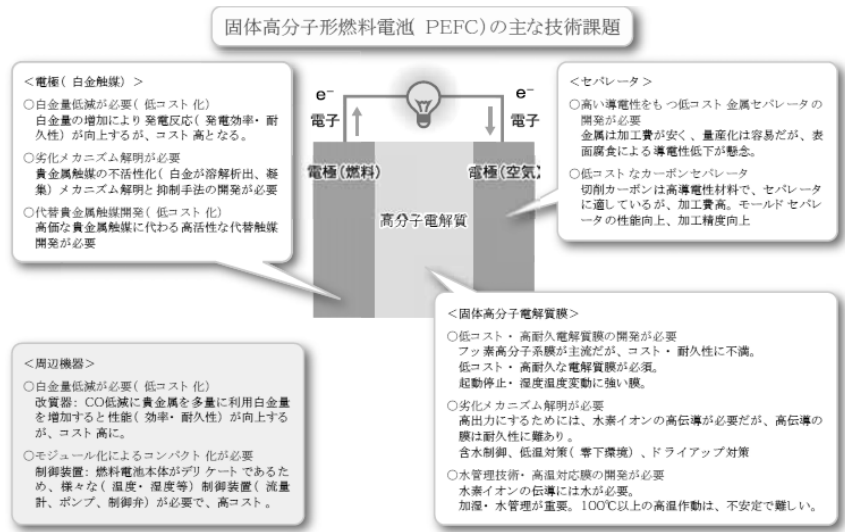 固体高分子形燃料電池( PEFC)の主な技術課題
＜電極( 白金触媒) ＞
○白金量低減が必要( 低コスト化)
白金量の増加により発電反応( 発電効率・ 耐
久性) が向上するが、コスト高となる。
○劣化メカニズム解明が必要
貴金属触媒の不活性化( 白金が溶解析出、凝
集) メカニズム解明と抑制手法の開発が必要
○代替貴金属触媒開発( 低コスト化)
高価な貴金属触媒に代わる高活性な代替触媒
開発が必要
e⁻
電子
e⁻
電子
電極(燃料)
電極(空気)
高分子電解質
＜セパレータ＞
○高い導電性をもつ低コスト金属セパレータの
開発が必要
金属は加工費が安く、量産化は容易だが、表
面腐食による導電性低下が懸念。
○低コストなカーボンセパレータ
切削カーボンは高導電性材料で、セパレータ
に適しているが、加工費高。モールドセパレ
ータの性能向上、加工精度向上
＜周辺機器＞
○白金量低減が必要( 低コスト化)
改質器: CO低減に貴金属を多量に利用白金量
を増加すると性能( 効率・ 耐久性) が向上する
が、コスト高に。
○モジュール化によるコンパクト化が必要
制御装置: 燃料電池本体がデリケートであるた
め、様々な( 温度・ 湿度等) 制御装置( 流量
計、ポンプ、制御弁) が必要で、高コスト。
＜固体高分子電解質膜＞
○低コスト・ 高耐久電解質膜の開発が必要
フッ素高分子系膜が主流だが、コスト・ 耐久性に不満。
低コスト・ 高耐久な電解質膜が必須。
起動停止・ 湿度温度変動に強い膜。
○劣化メカニズム解明が必要
高出力にするためには、水素イオンの高伝導が必要だが、高伝導の
膜は耐久性に難あり。
含水制御、低温対策( 零下環境) 、ドライアップ対策
○水管理技術・ 高温対応膜の開発が必要
水素イオンの伝導には水が必要。
加湿・ 水管理が重要。100℃以上の高温作動は、不安定で難しい。